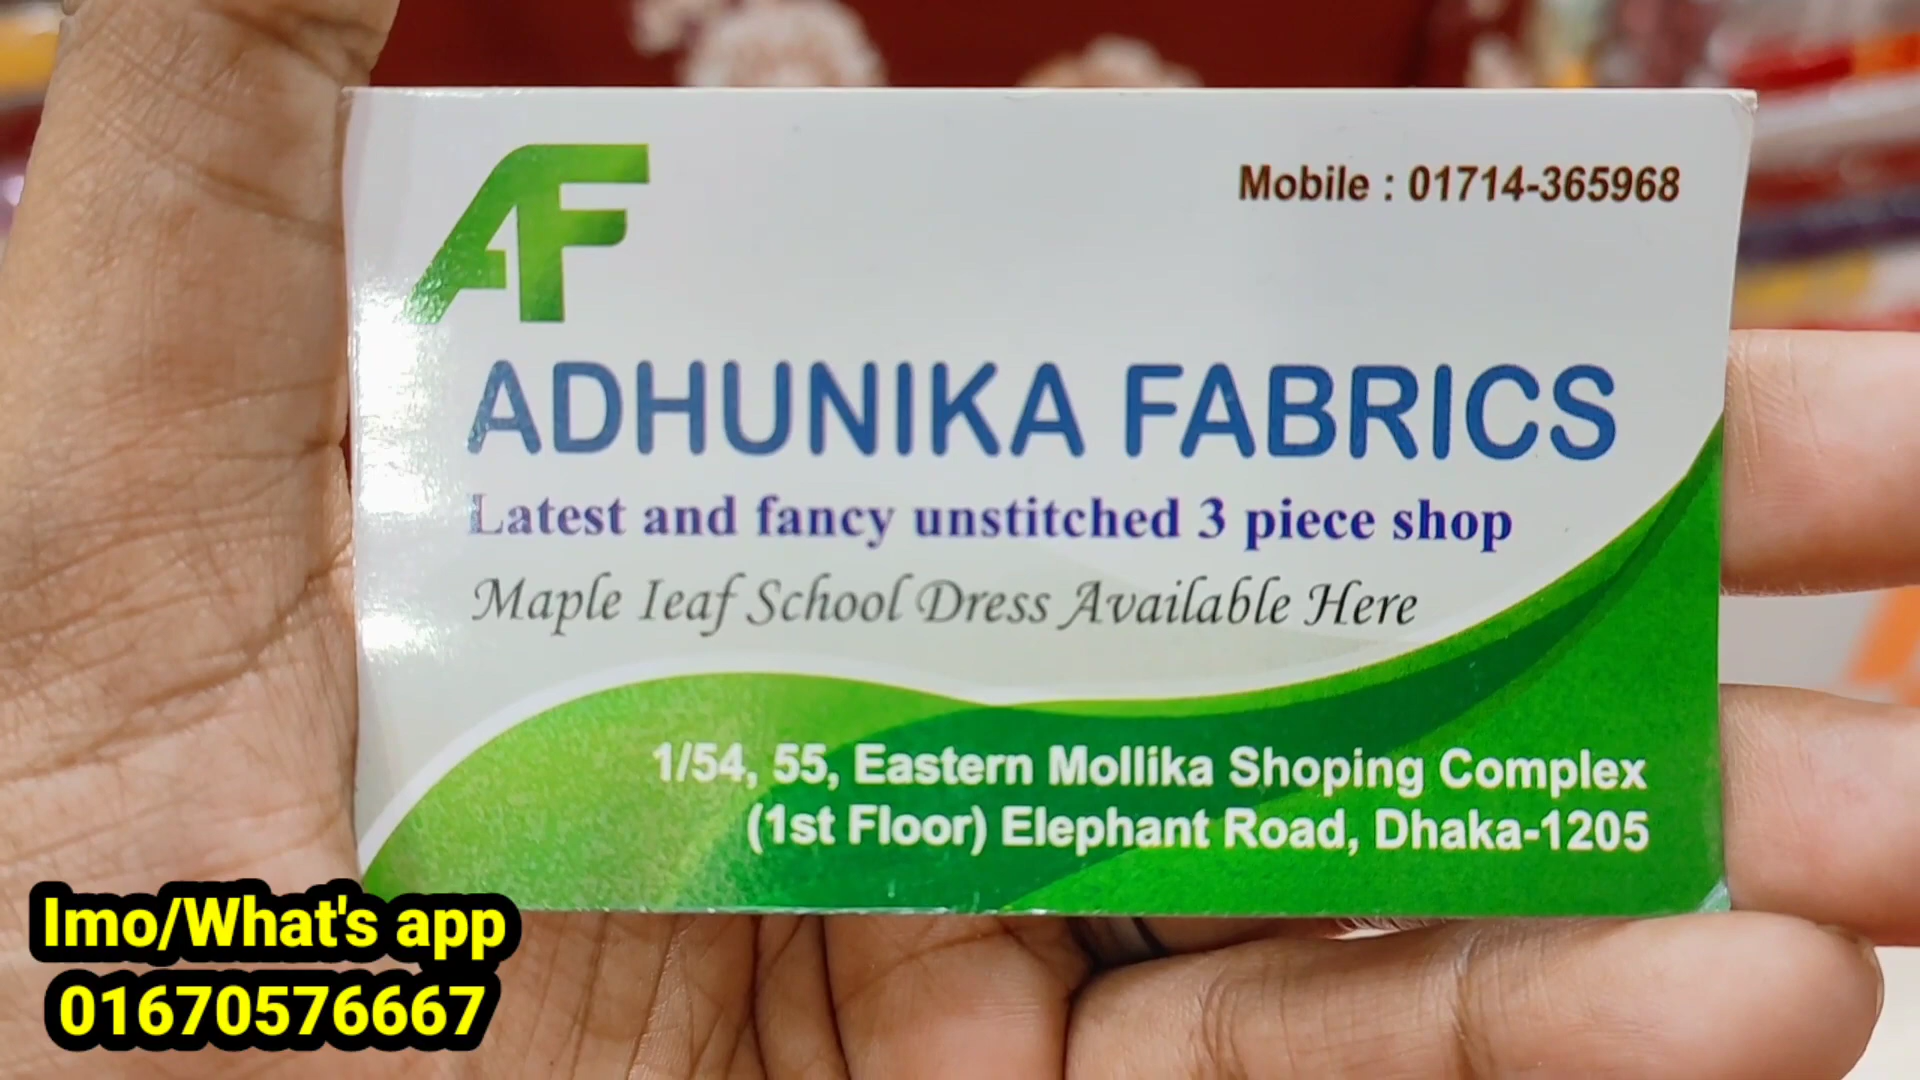 AF
Mobile : 01714-365968
ADHUNIKA FABRICS
Latest and fancy unstitched 3 piece shop
Maple Ieaf School Dress Available Here
1/54, 55, Eastern Mollika Shoping Complex
(1st Floor) Elephant Road, Dhaka-1205
Imo/What's app
01670576667